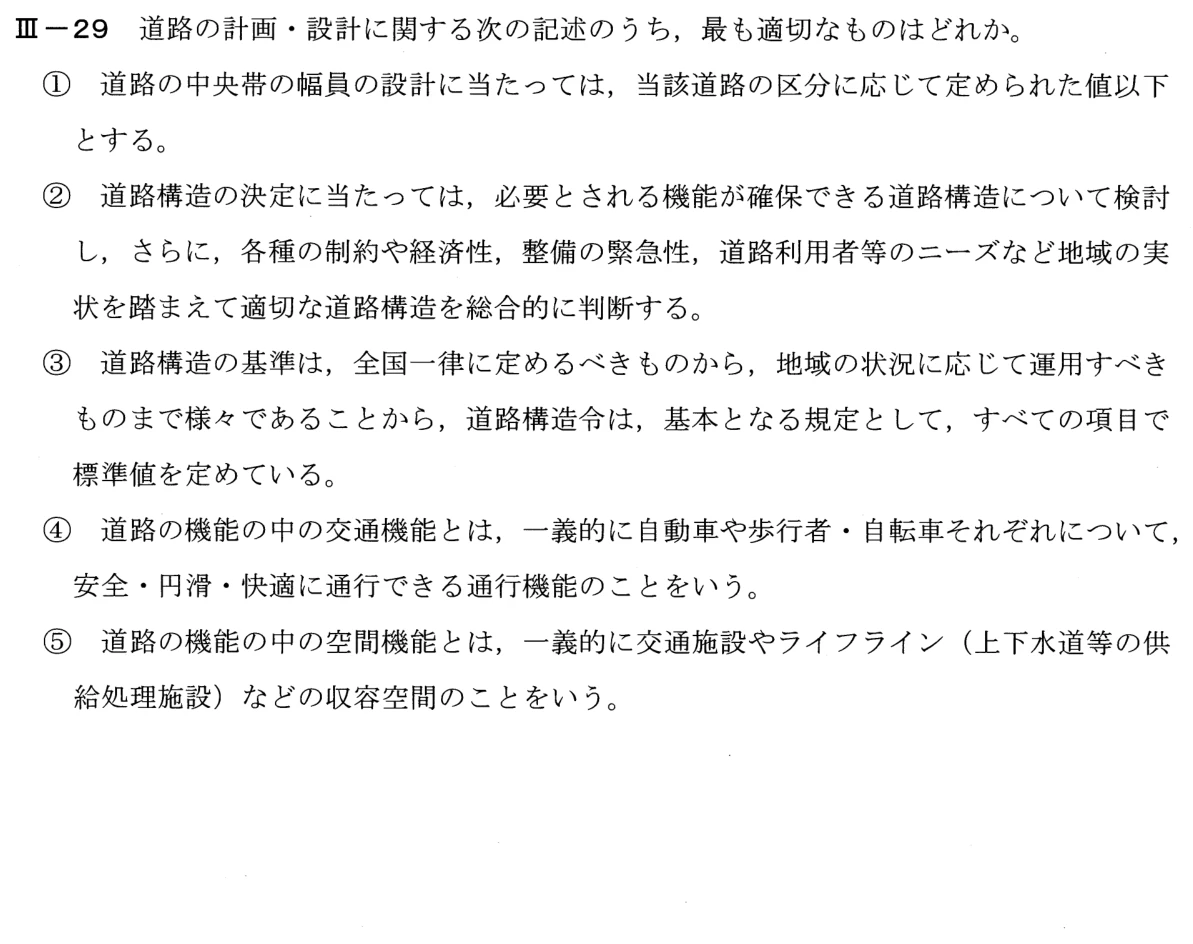 Ⅲ－29　道路の計画・設計に関する次の記述のうち，最も適切なものはどれか。
①　道路の中央帯の幅員の設計に当たっては，当該道路の区分に応じて定められた値以下
とする。
②　道路構造の決定に当たっては，必要とされる機能が確保できる道路構造について検討
し，さらに，各種の制約や経済性，整備の緊急性，道路利用者等のニーズなど地域の実
状を踏まえて適切な道路構造を総合的に判断する。
③　道路構造の基準は，全国一律に定めるべきものから，地域の状況に応じて運用すべき
ものまで様々であることから，道路構造令は，基本となる規定として，すべての項目で
標準値を定めている。
④　道路の機能の中の交通機能とは，一義的に自動車や歩行者・自転車それぞれについて，
安全・円滑・快適に通行できる通行機能のことをいう。
⑤　道路の機能の中の空間機能とは，一義的に交通施設やライフライン（上下水道等の供
給処理施設）などの収容空間のことをいう。